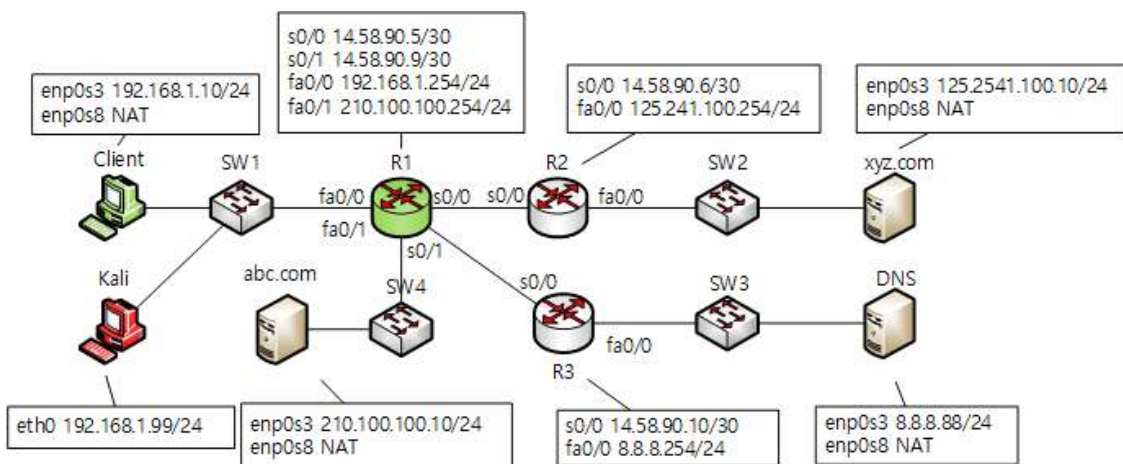 s0/0 14.58.90.5/30
s0/1 14.58.90.9/30
fa0/0 192.168.1.254/24
fa0/1 210.100.100.254/24
enp0s3 192.168.1.10/24
enp0s8 NAT
s0/0 14.58.90.6/30
fa0/0 125.241.100.254/24
enp0s3 125.2541.100.10/24
enp0s8 NAT
Client
SW1
R1
R2
SW2
xyz.com
fa0/0
s0/0
s0/0
fa0/0
fa0/1
s0/1
Kali
abc.com
SW4
s0/0
SW3
DNS
fa0/0
R3
eth0 192.168.1.99/24
enp0s3 210.100.100.10/24
enp0s8 NAT
s0/0 14.58.90.10/30
fa0/0 8.8.8.254/24
enp0s3 8.8.8.88/24
enp0s8 NAT